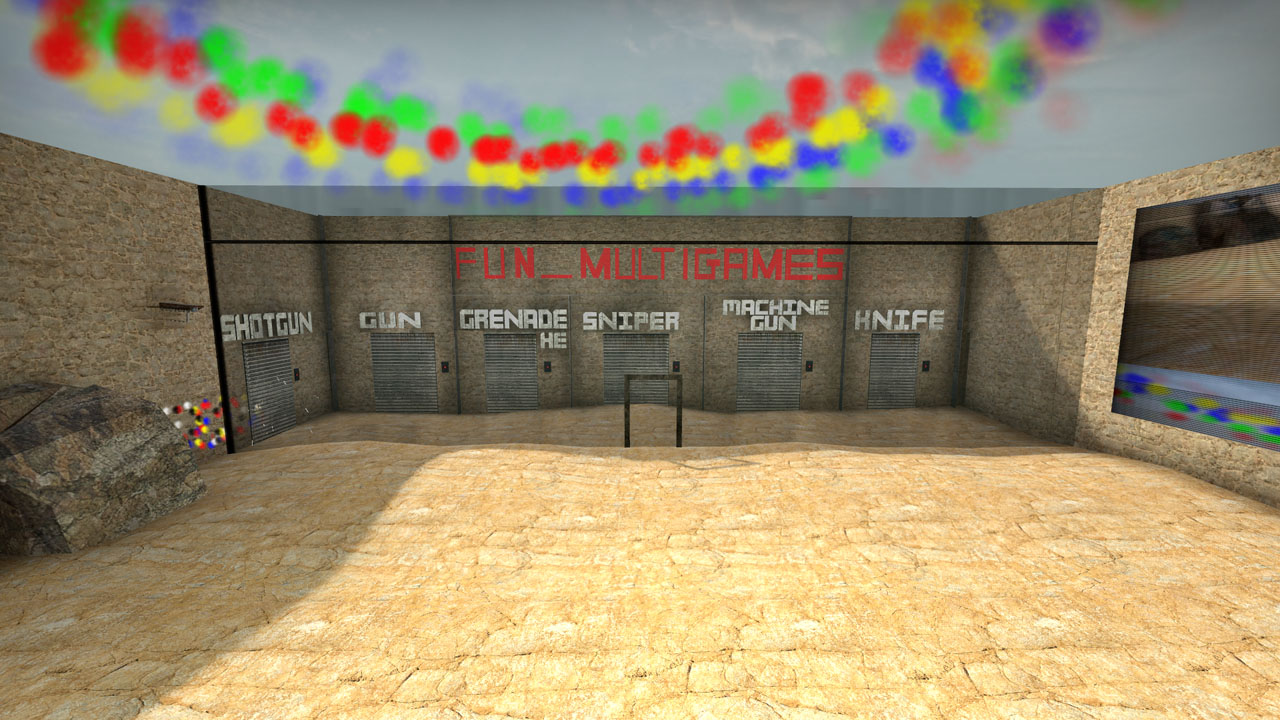 FUN_MULTIGAMES
SHOTGUN
GUN
GRENADE
HE
SNIPER
MACHINE
GUN
KNIFE